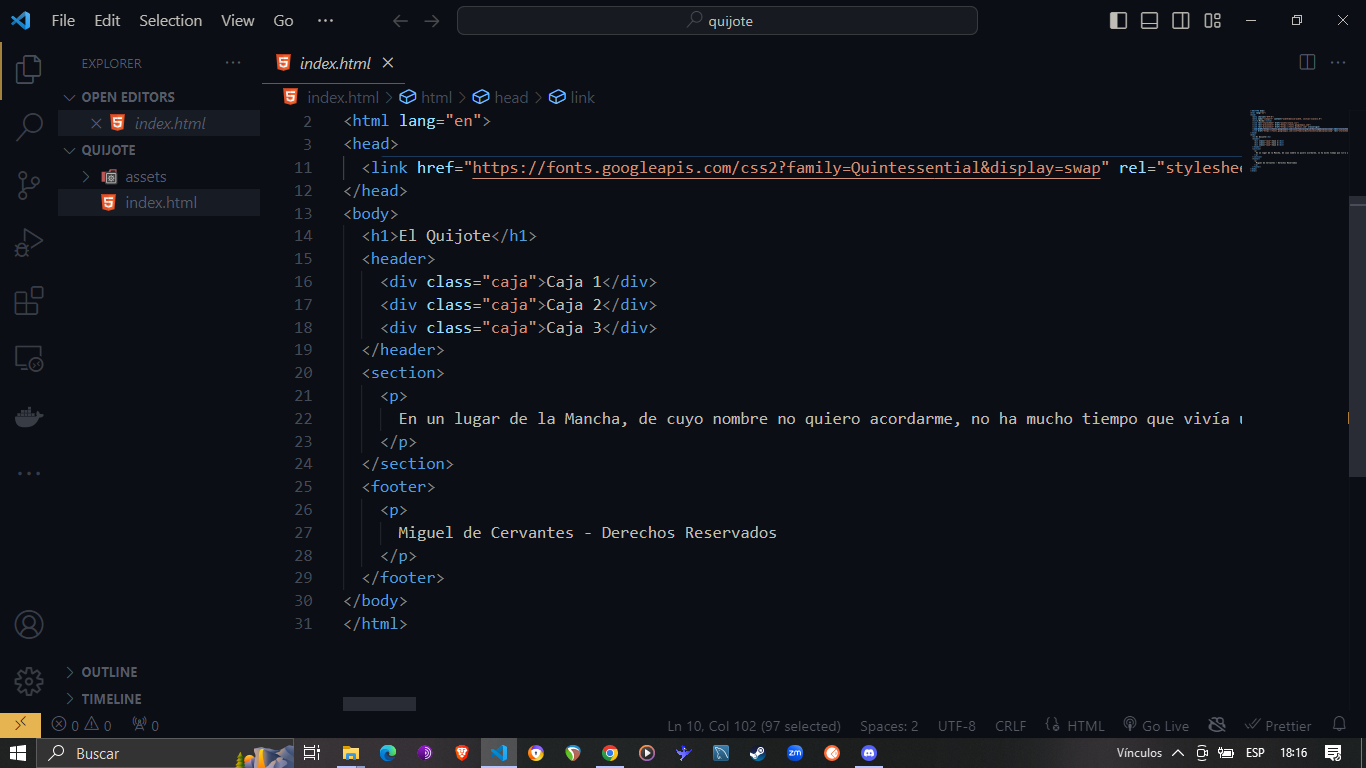 File Edit Selection View Go ···
quijote
EXPLORER ···
OPEN EDITORS
index.html
QUIJOTE
assets
index.html
index.html
index.html > html > head > link
2 <html lang="en">
3 <head>
11 <link href="https://fonts.googleapis.com/css2?family=Quintessential&display=swap" rel="styleshee
12 </head>
13 <body>
14 <h1>El Quijote</h1>
15 <header>
16 <div class="caja">Caja 1</div>
17 <div class="caja">Caja 2</div>
18 <div class="caja">Caja 3</div>
19 </header>
20 <section>
21 <p>
22 En un lugar de la Mancha, de cuyo nombre no quiero acordarme, no ha mucho tiempo que vivía u
23 </p>
24 </section>
25 <footer>
26 <p>
27 Miguel de Cervantes - Derechos Reservados
28 </p>
29 </footer>
30 </body>
31 </html>
OUTLINE
TIMELINE
0 0 0 Ln 10, Col 102 (97 selected) Spaces: 2 UTF-8 CRLF HTML Go Live Prettier
Buscar zm Vínculos ESP 18:16